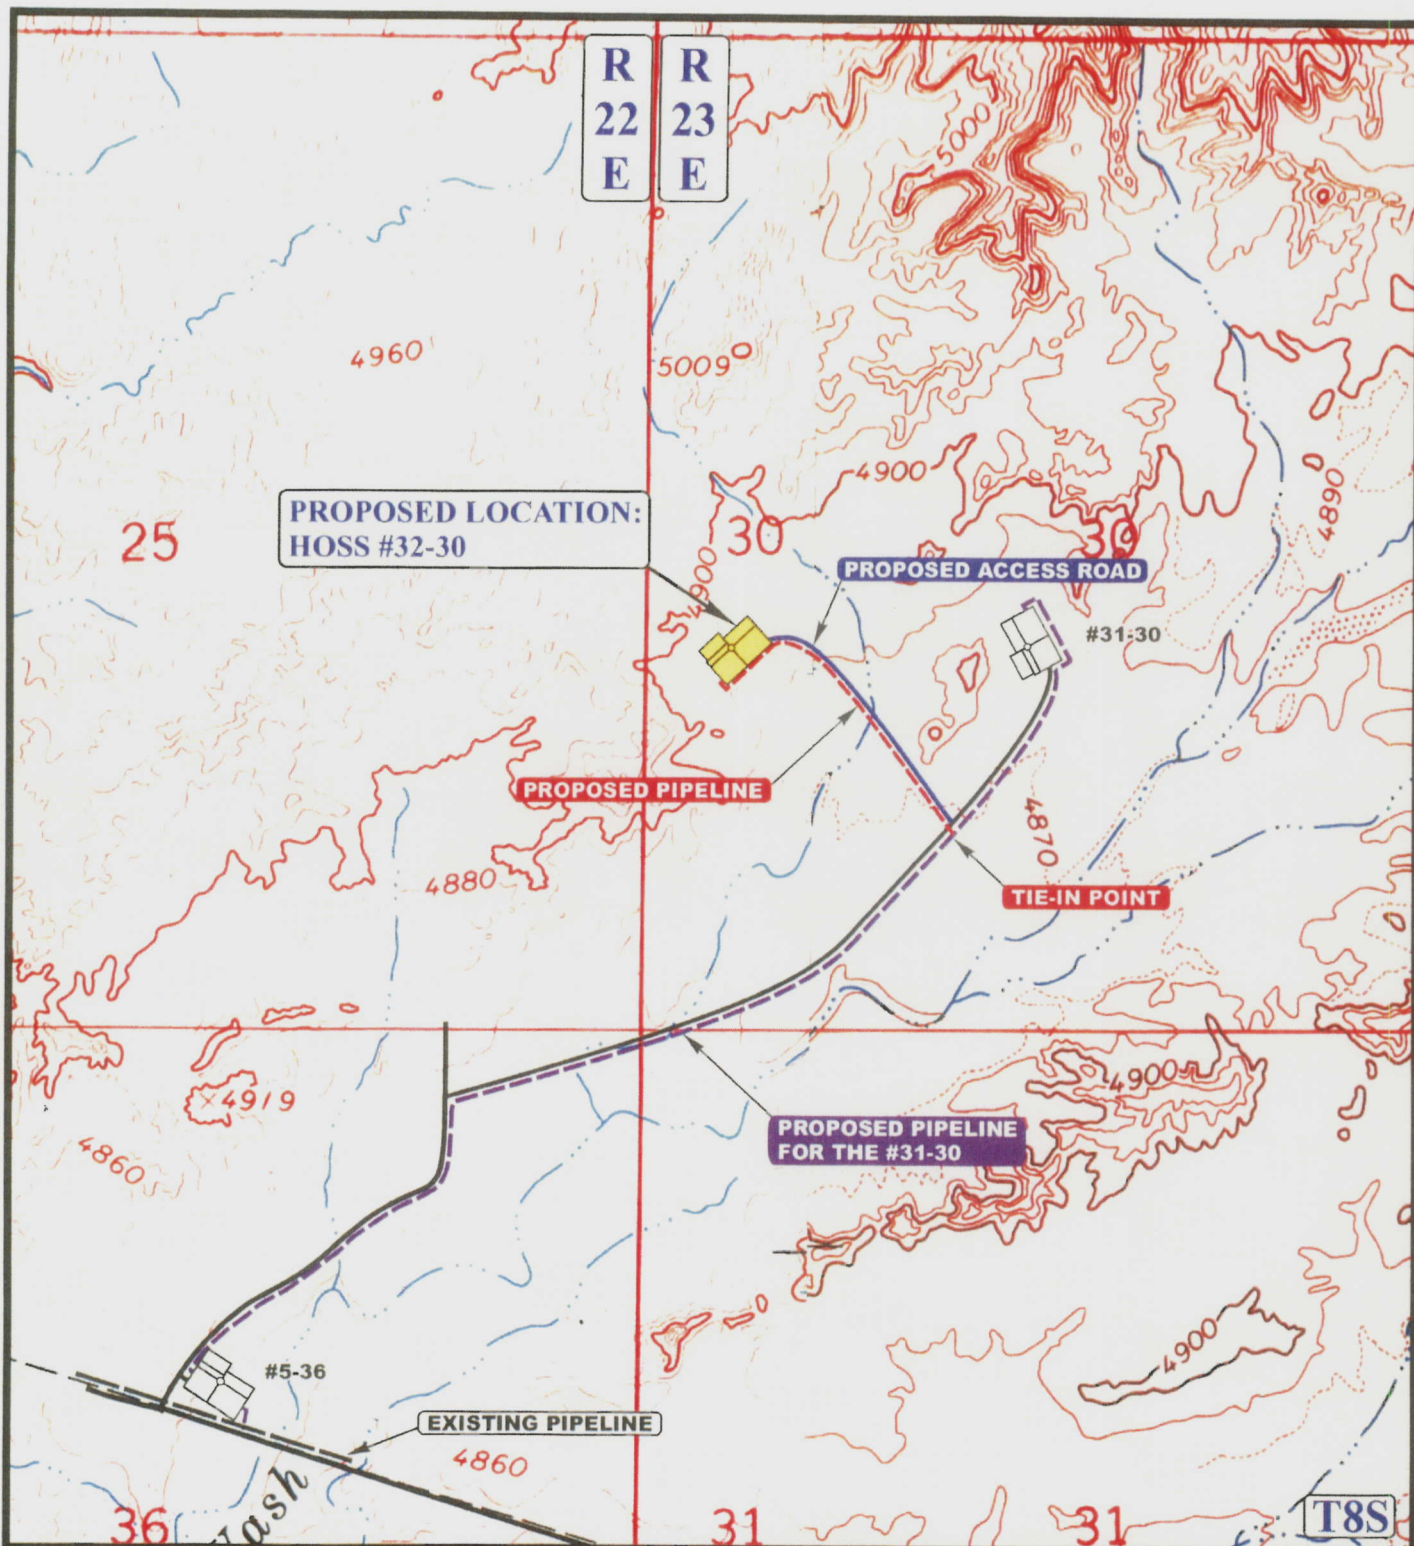 R
22
E
R
23
E
5000
4960
5009
4900
4890
PROPOSED LOCATION:
HOSS #32-30
25
30
30
4900
PROPOSED ACCESS ROAD
#31-30
PROPOSED PIPELINE
4870
4880
TIE-IN POINT
4919
4900
4860
PROPOSED PIPELINE
FOR THE #31-30
4900
#5-36
EXISTING PIPELINE
4860
36
31
31
T8S